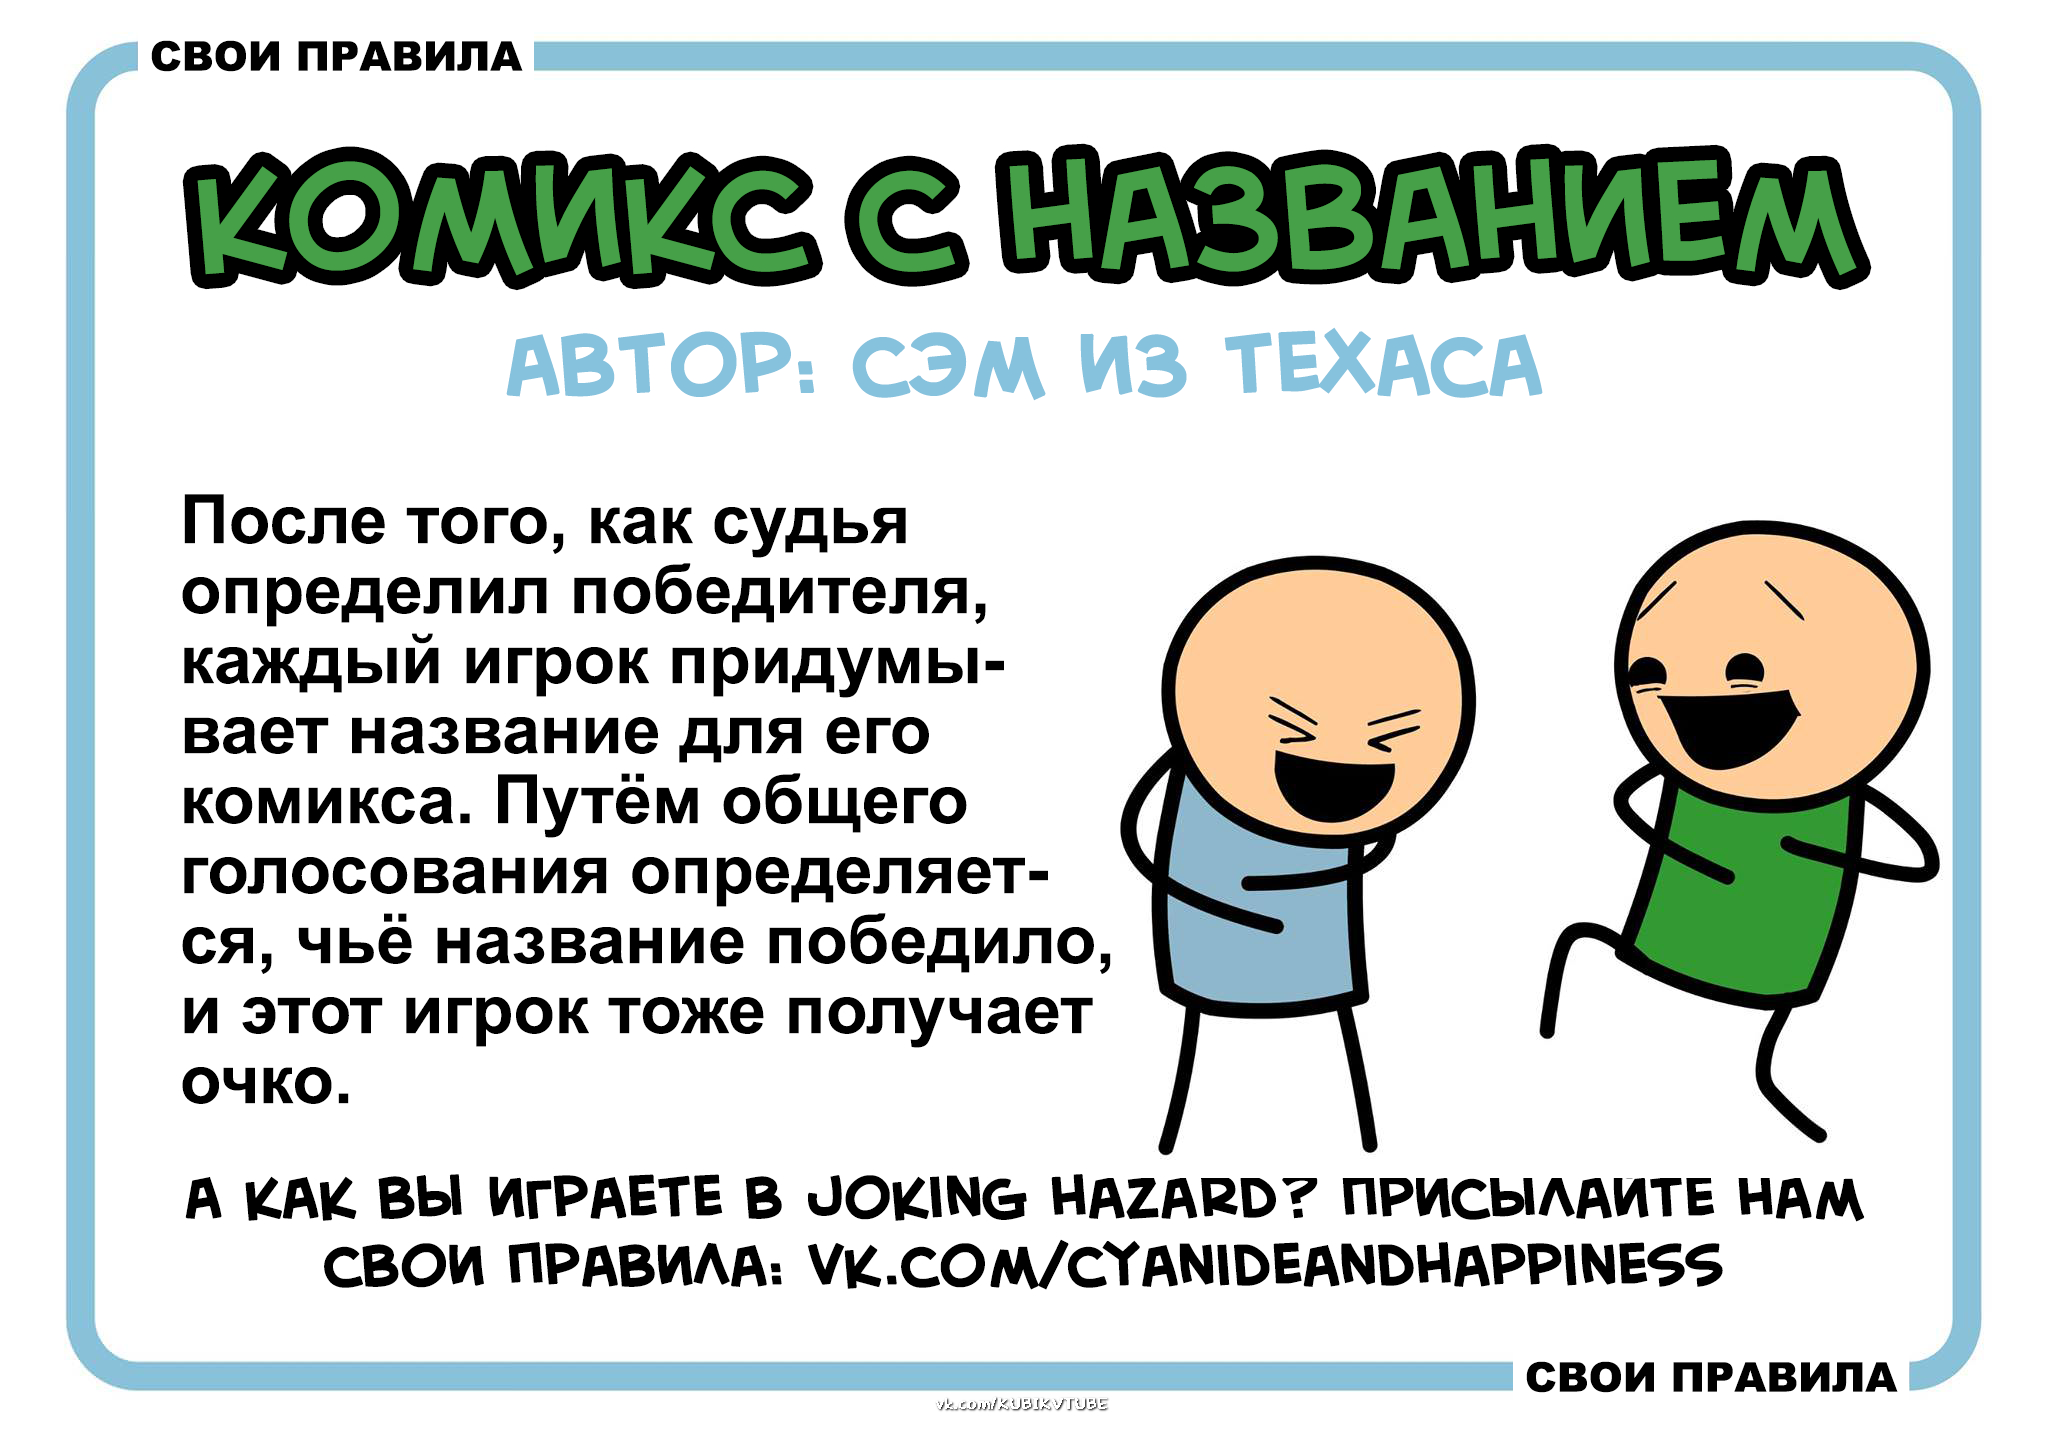 СВОИ ПРАВИЛА
КОМИКС С НАЗВАНИЕМ
АВТОР: СЭМ ИЗ ТЕХАСА
После того, как судья
определил победителя,
каждый игрок придумы-
вает название для его
комикса. Путём общего
голосования определяет-
ся, чьё название победило,
и этот игрок тоже получает
очко.
А КАК ВЫ ИГРАЕТЕ В JOKING HAZARD? ПРИСЫЛАЙТЕ НАМ
СВОИ ПРАВИЛА: VK.COM/CYANIDEANDHAPPINESS
СВОИ ПРАВИЛА
vk.com/KUBIKVTUBE